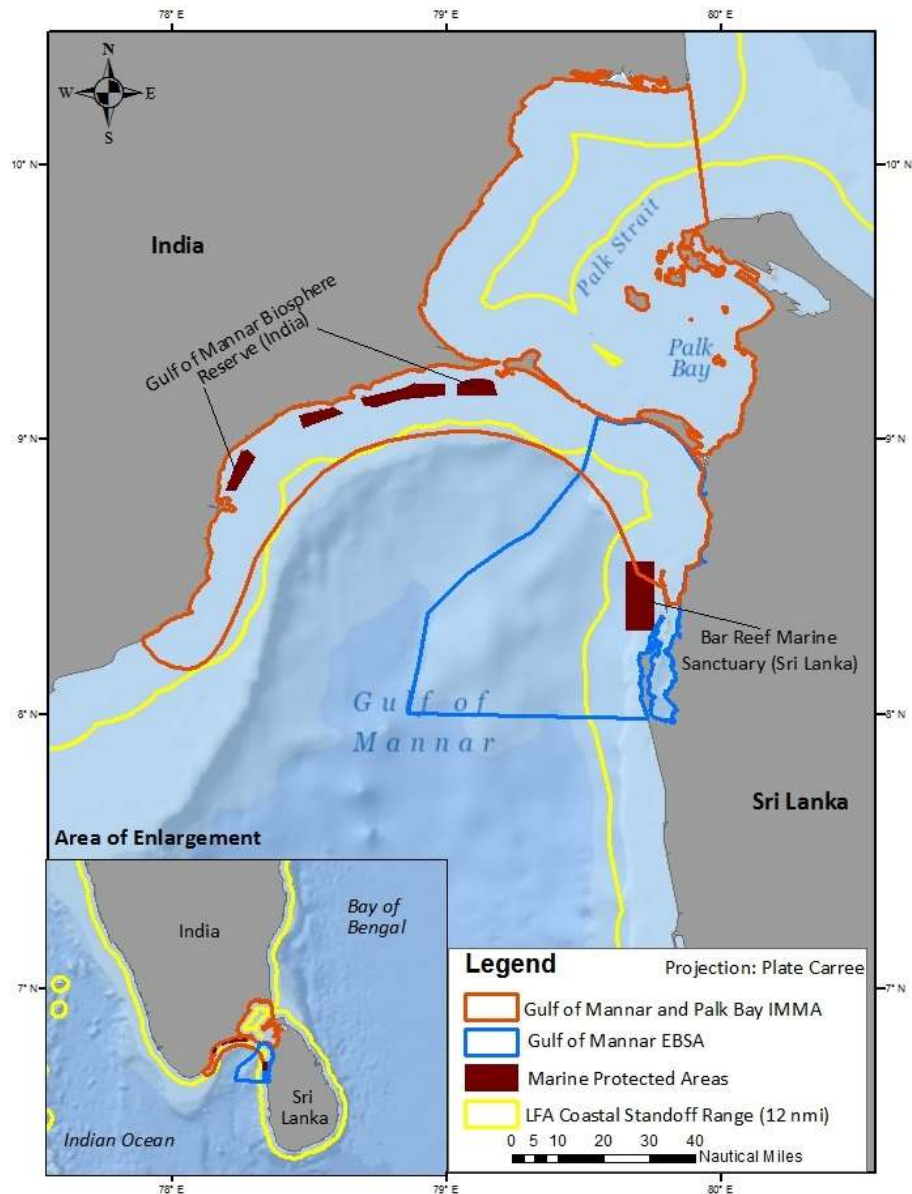 78° E
79° E
80° E
N
W
E
S
10° N
10° N
India
Palk Strait
Gulf of Mannar Biosphere
Reserve (India)
Palk
Bay
9° N
9° N
Bar Reef Marine
Sanctuary (Sri Lanka)
8° N
8° N
Gulf of
Mannar
Sri Lanka
Area of Enlargement
India
Bay of
Bengal
Sri
Lanka
Indian Ocean
7° N
7° N
Legend
Projection: Plate Carree
Gulf of Mannar and Palk Bay IMMA
Gulf of Mannar EBSA
Marine Protected Areas
LFA Coastal Standoff Range (12 nmi)
0 5 10 20 30 40
Nautical Miles
78° E
79° E
80° E